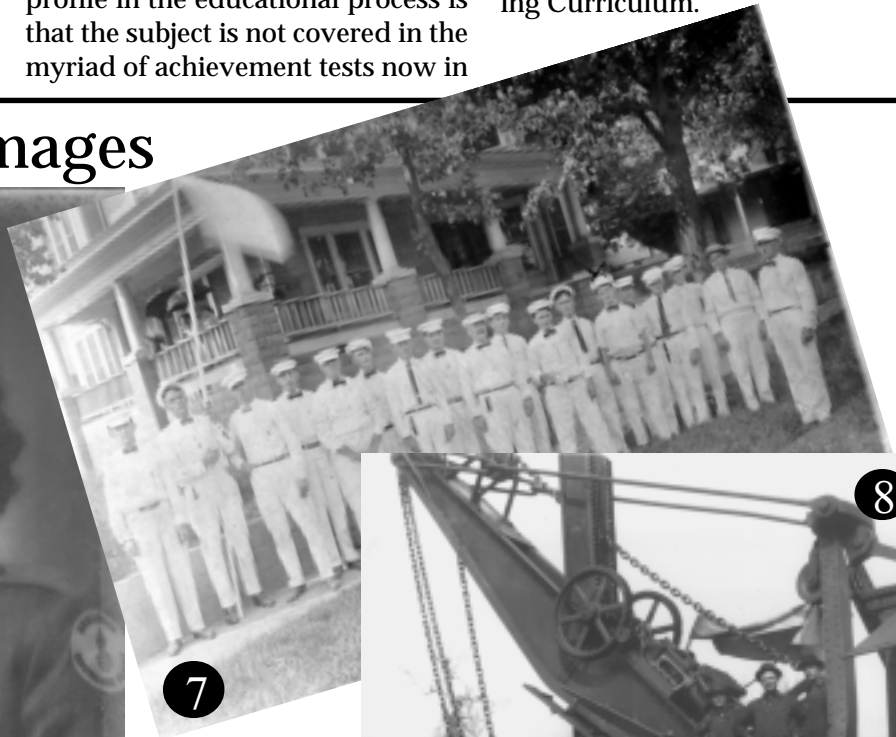 profile in the educational process is
that the subject is not covered in the
myriad of achievement tests now in
ing Curriculum.
mages
7
8